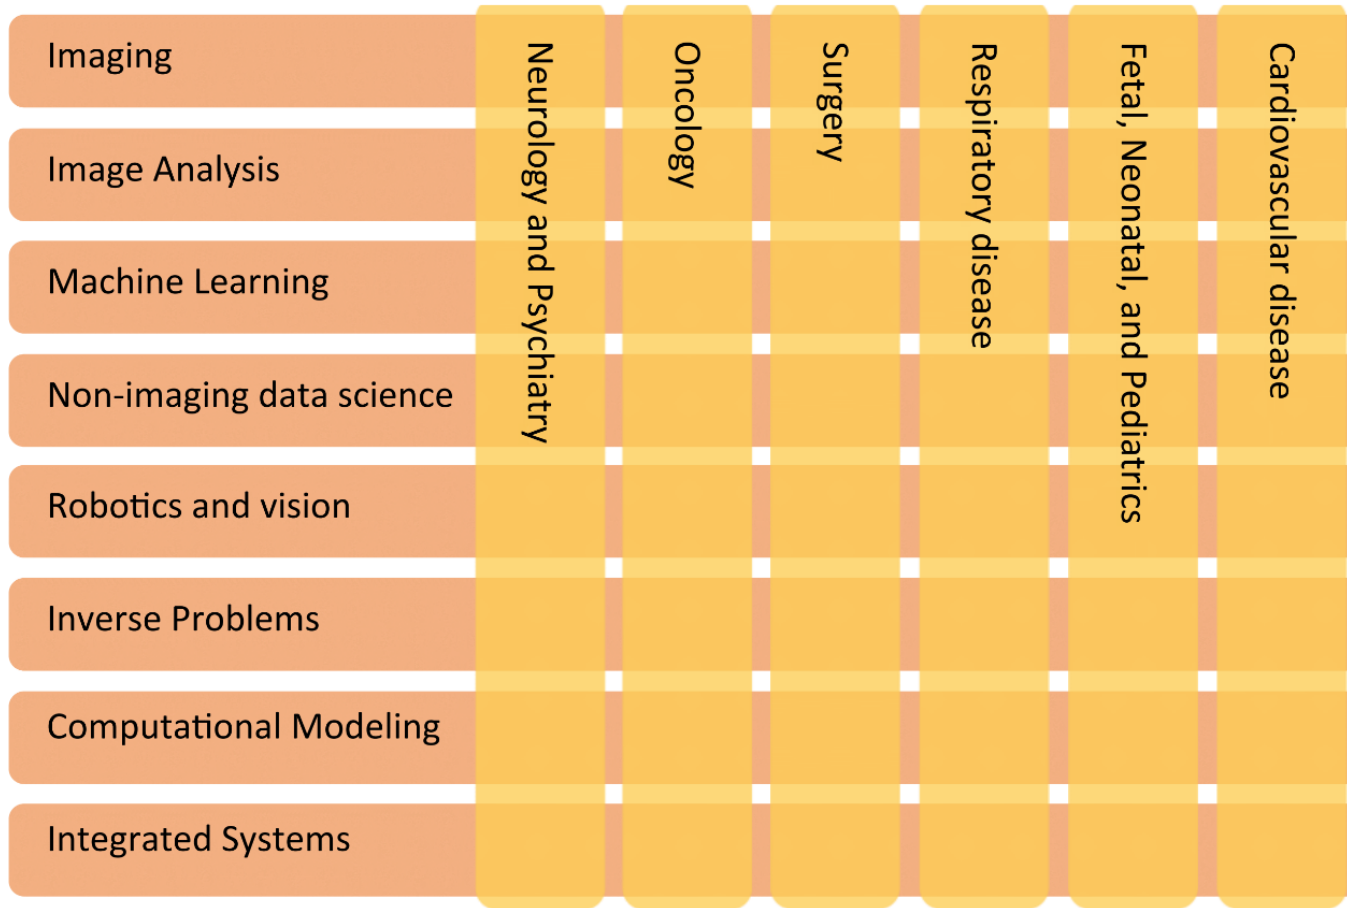 Imaging
Image Analysis
Machine Learning
Non-imaging data science
Robotics and vision
Inverse Problems
Computational Modeling
Integrated Systems
Neurology and Psychiatry
Oncology
Surgery
Respiratory disease
Fetal, Neonatal, and Pediatrics
Cardiovascular disease